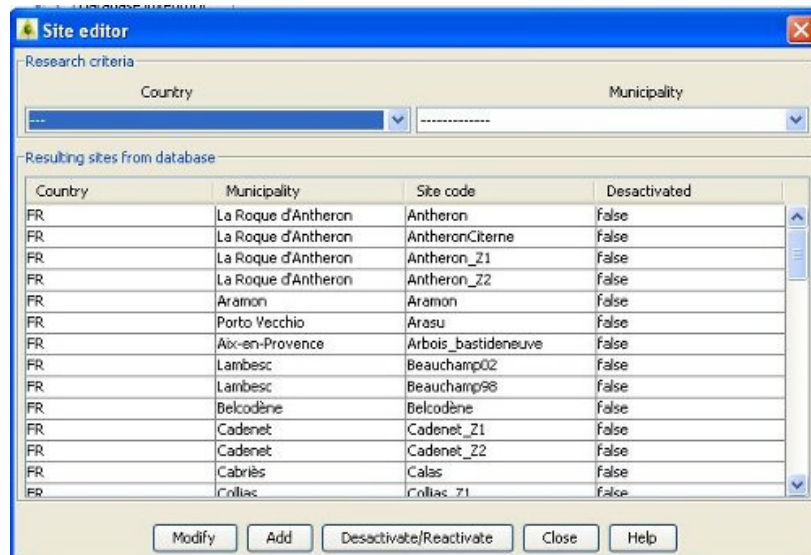 Site editor
Research criteria
Country Municipality
--- -------------
Resulting sites from database
Country Municipality Site code Desactivated
FR La Roque d'Antheron Antheron false
FR La Roque d'Antheron AntheronCiterne false
FR La Roque d'Antheron Antheron_Z1 false
FR La Roque d'Antheron Antheron_Z2 false
FR Aramon Aramon false
FR Porto Vecchio Arasu false
FR Aix-en-Provence Arbois_bastideneuve false
FR Lambesc Beauchamp02 false
FR Lambesc Beauchamp98 false
FR Belcodène Belcodène false
FR Cadenet Cadenet_Z1 false
FR Cadenet Cadenet_Z2 false
FR Cabriès Calas false
FR Collias Collias_Z1 false
Modify Add Desactivate/Reactivate Close Help